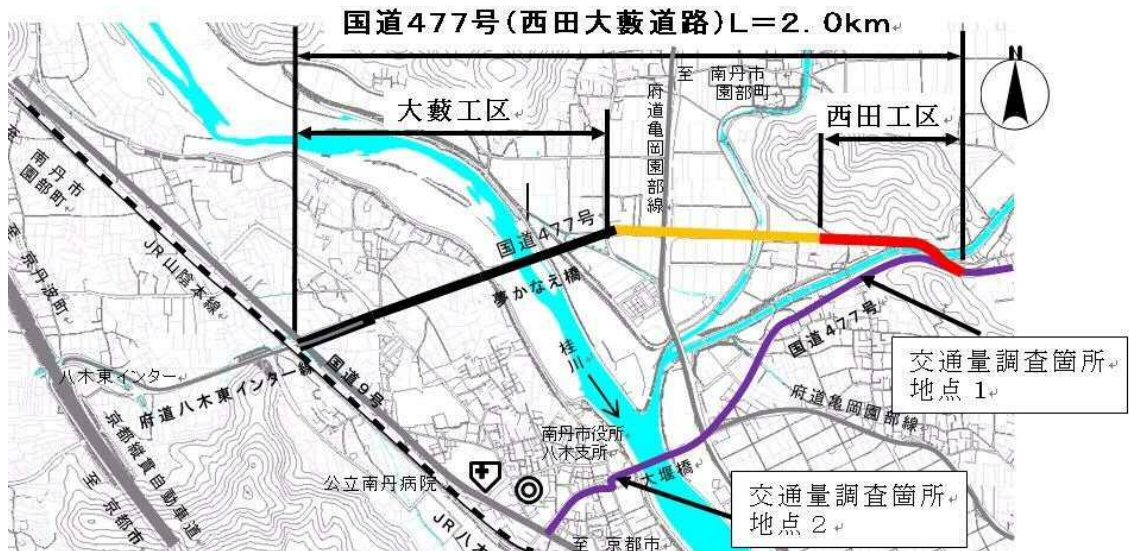 国道477号(西田大藪道路)L=2.0km
大藪工区
西田工区
N
至 南丹市
園部町
府道亀岡園部線
南丹市
園部町
至 京丹波町
JR山陰本線
国道477号
夢かなえ橋
桂川
国道477号
交通量調査箇所
地点1
八木東インター
府道八木東インター線
国道9号
府道亀岡園部線
京都縦貫自動車道
至 京都市
南丹市役所
八木支所
公立南丹病院
大堰橋
交通量調査箇所
地点2
JR八木
至 京都市